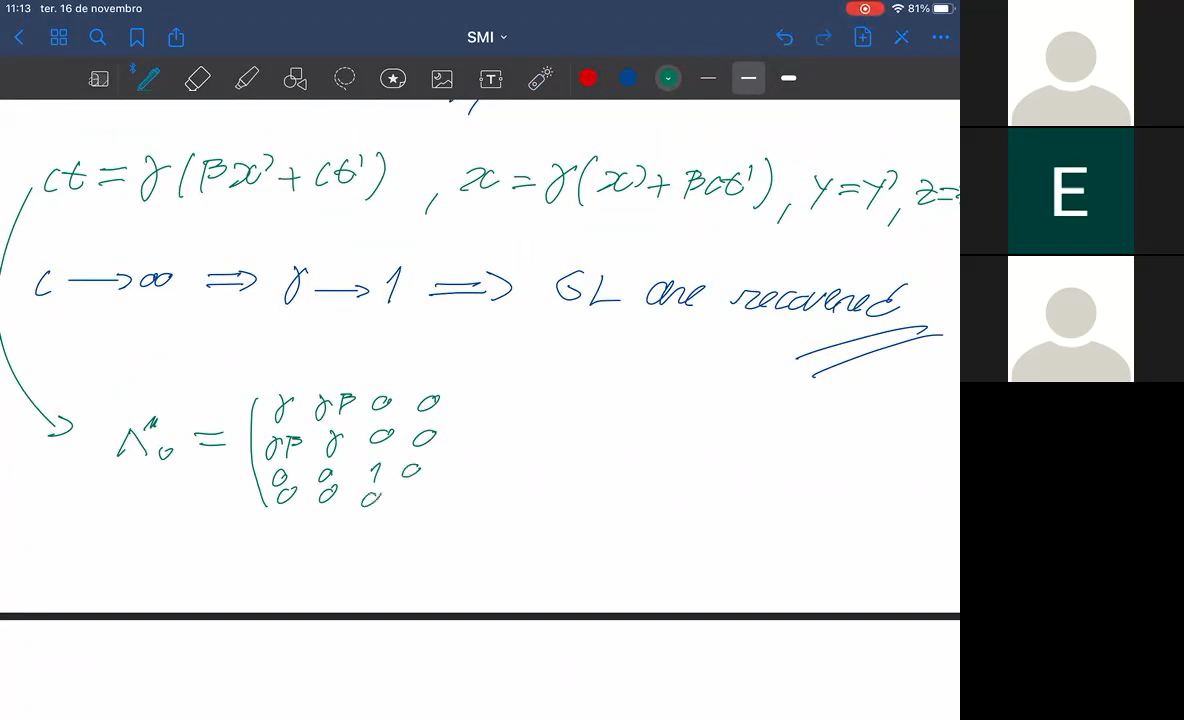 11:13 ter. 16 de novembro 81%
SMI
T
ct = γ(βx' + ct') , x = γ(x' + βct'), y = y', z =
E
c → ∞ ⇒ γ → 1 ⇒ GL are recovered
γ γβ 0 0
Λ^μ_ν = γβ γ 0 0
0 0 1 0
0 0 0